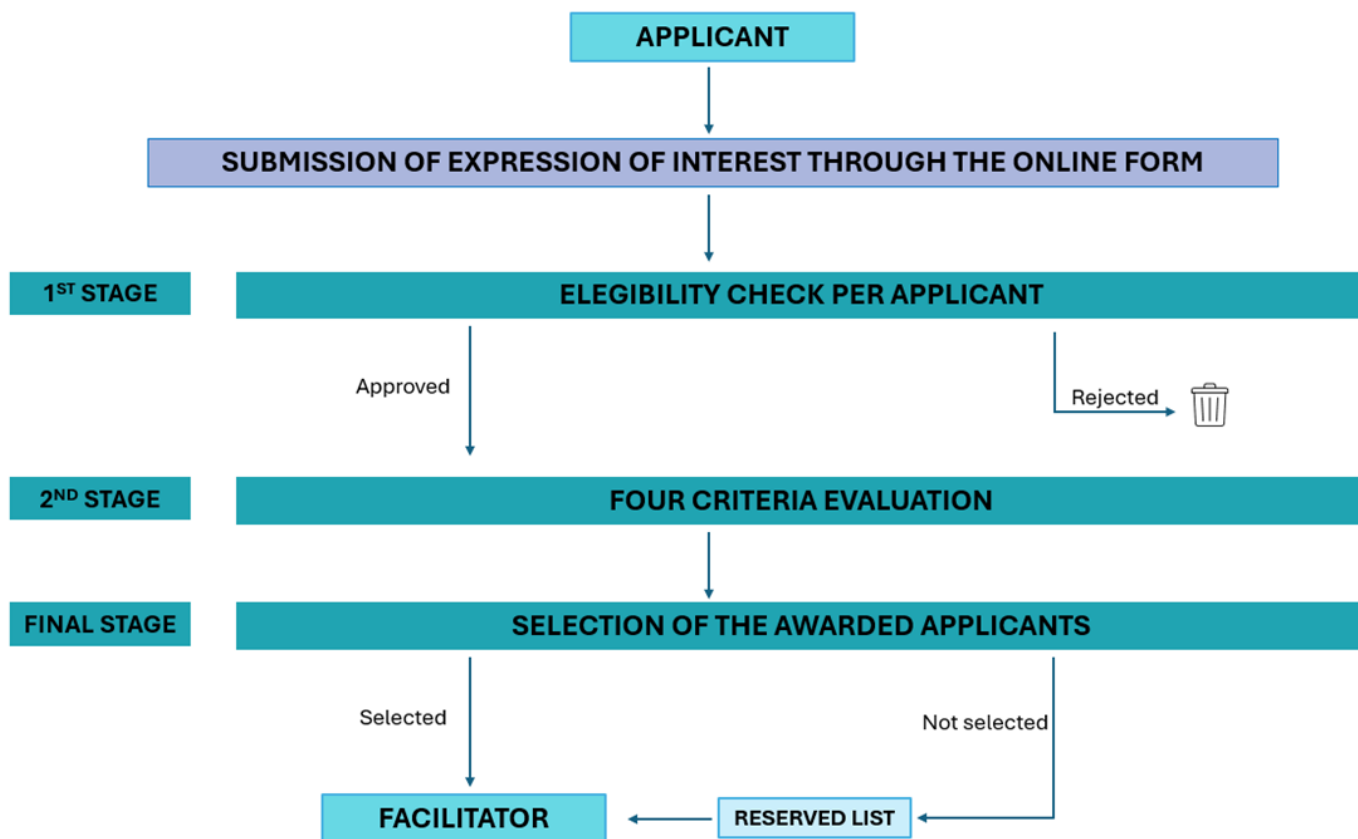 APPLICANT
SUBMISSION OF EXPRESSION OF INTEREST THROUGH THE ONLINE FORM
1ST STAGE
ELEGIBILITY CHECK PER APPLICANT
Approved
Rejected
2ND STAGE
FOUR CRITERIA EVALUATION
FINAL STAGE
SELECTION OF THE AWARDED APPLICANTS
Selected
Not selected
FACILITATOR
RESERVED LIST